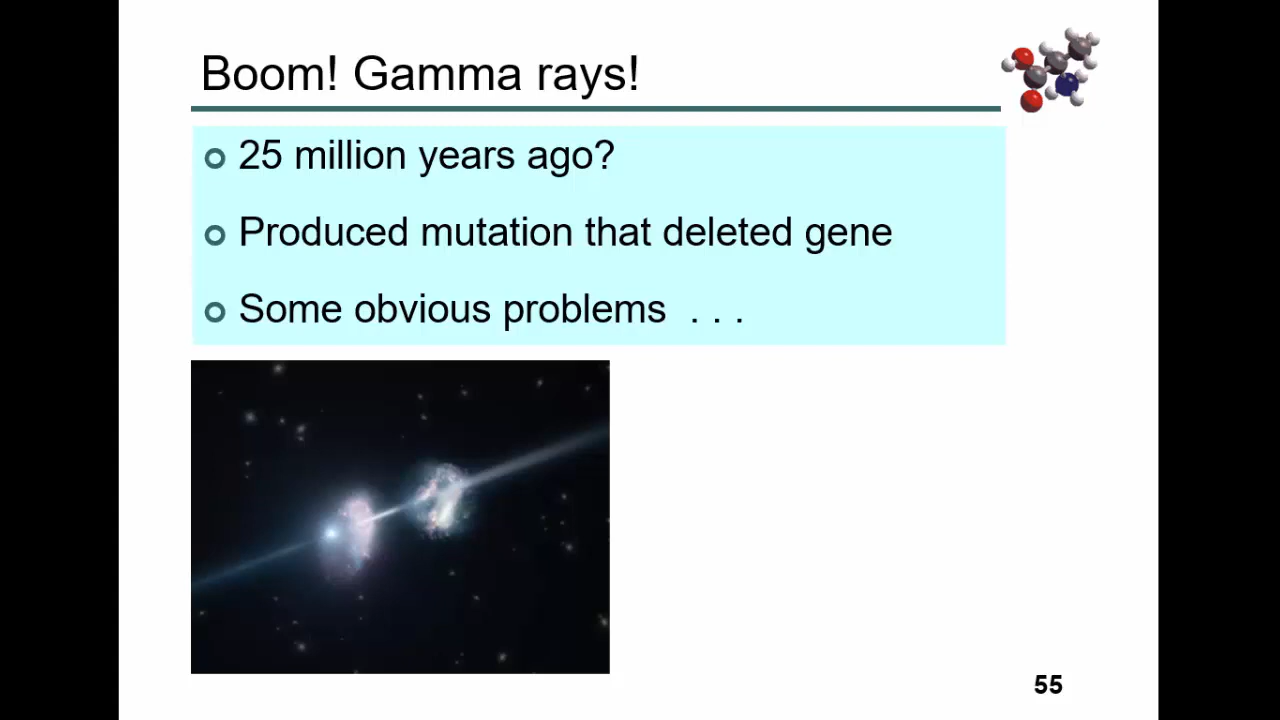 Boom! Gamma rays!
25 million years ago?
Produced mutation that deleted gene
Some obvious problems . . .
55